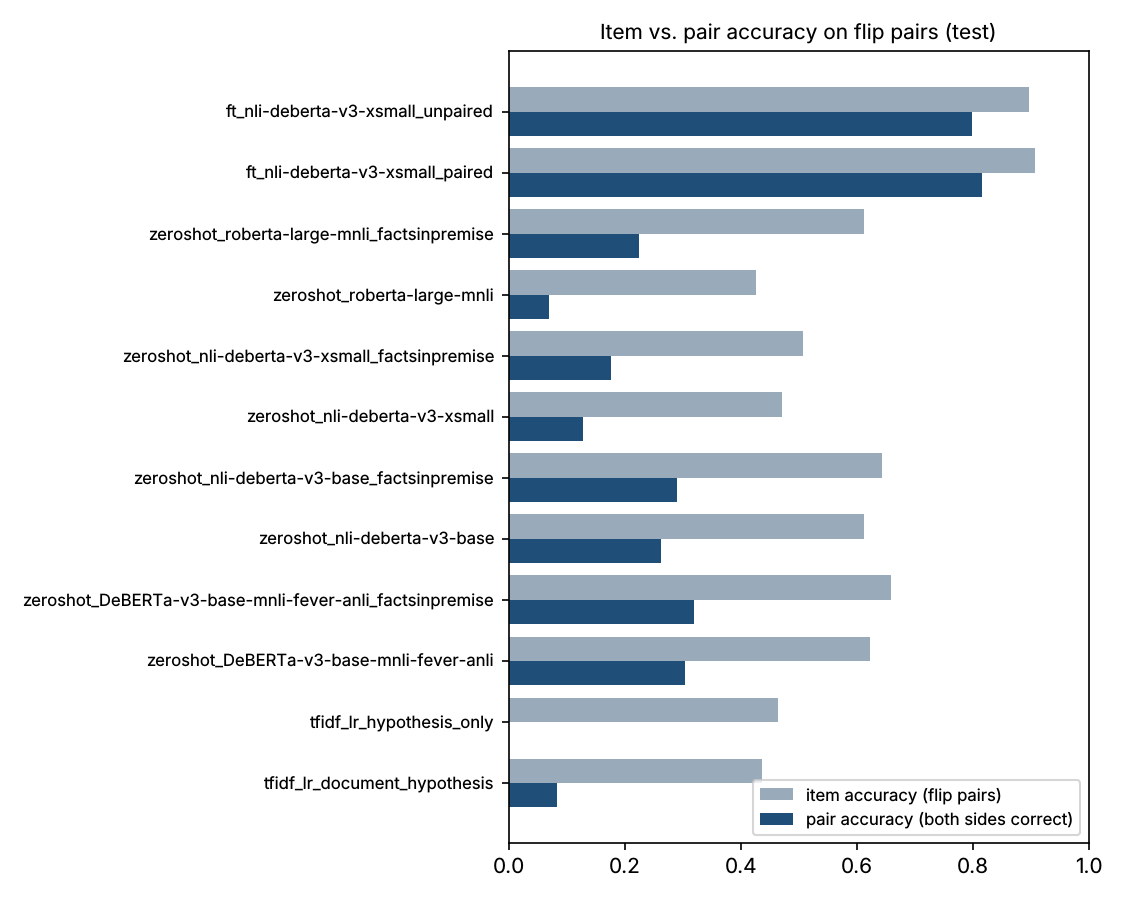 Item vs. pair accuracy on flip pairs (test)
ft_nli-deberta-v3-xsmall_unpaired
ft_nli-deberta-v3-xsmall_paired
zeroshot_roberta-large-mnli_factsinpremise
zeroshot_roberta-large-mnli
zeroshot_nli-deberta-v3-xsmall_factsinpremise
zeroshot_nli-deberta-v3-xsmall
zeroshot_nli-deberta-v3-base_factsinpremise
zeroshot_nli-deberta-v3-base
zeroshot_DeBERTa-v3-base-mnli-fever-anli_factsinpremise
zeroshot_DeBERTa-v3-base-mnli-fever-anli
tfidf_lr_hypothesis_only
tfidf_lr_document_hypothesis
item accuracy (flip pairs)
pair accuracy (both sides correct)
0.0 0.2 0.4 0.6 0.8 1.0